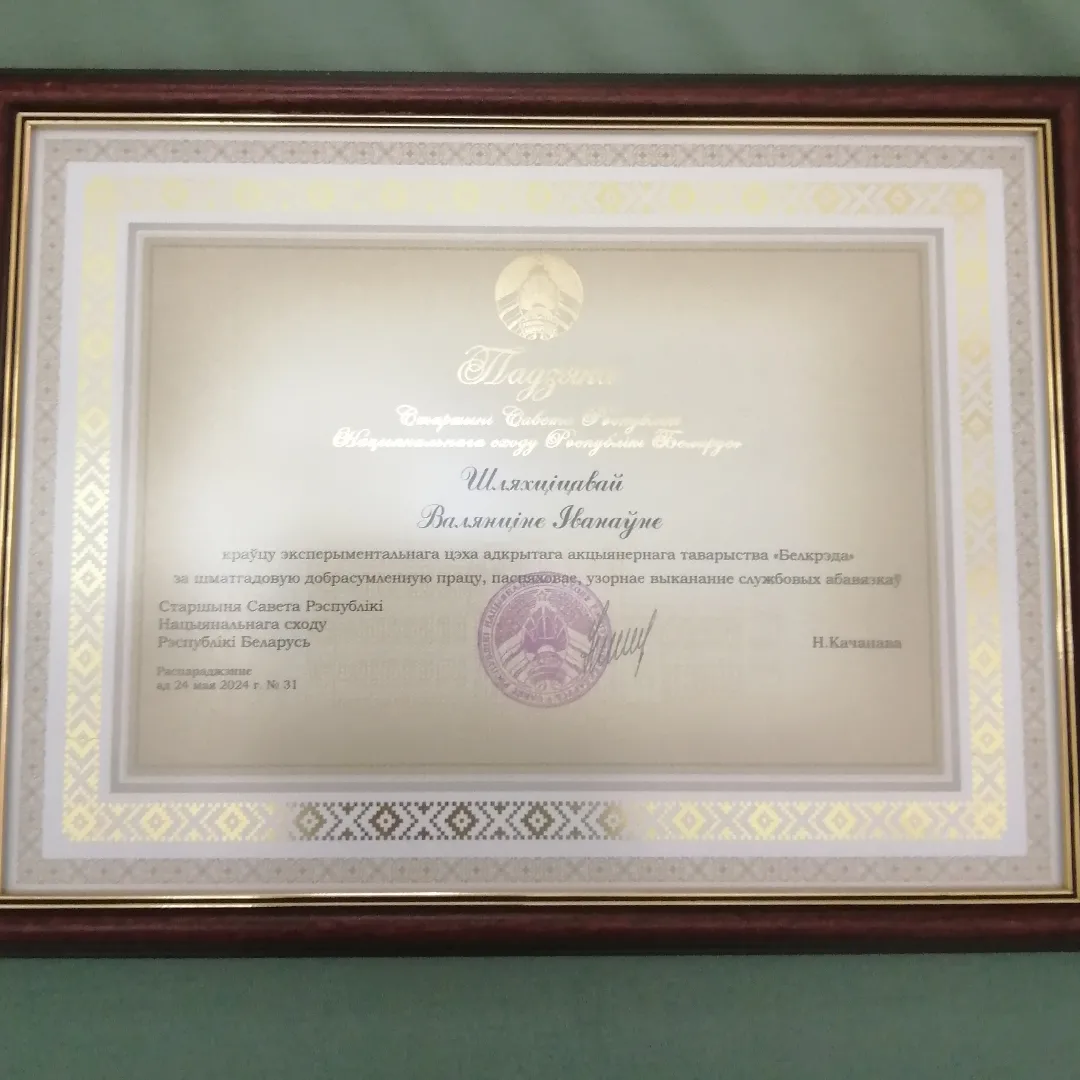 Падзяка
Старшыні Савета Рэспублікі
Нацыянальнага сходу Рэспублікі Беларусь
Шляхціцавай
Валянціне Іванаўне
краўцу эксперыментальнага цэха адкрытага акцыянернага таварыства «Белкрэда»
за шматгадовую добрасумленную працу, паспяховае, узорнае выкананне службовых абавязкаў
Старшыня Савета Рэспублікі
Нацыянальнага сходу
Рэспублікі Беларусь
Н.Качанава
Распараджэнне
ад 24 мая 2024 г. № 31